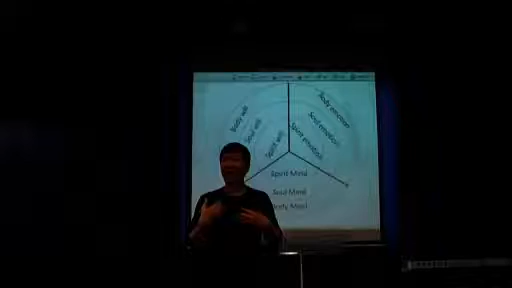 Body will
Soul will
Spirit will
Body emotion
Soul emotion
Spirit emotion
Spirit Mind
Soul Mind
Body Mind